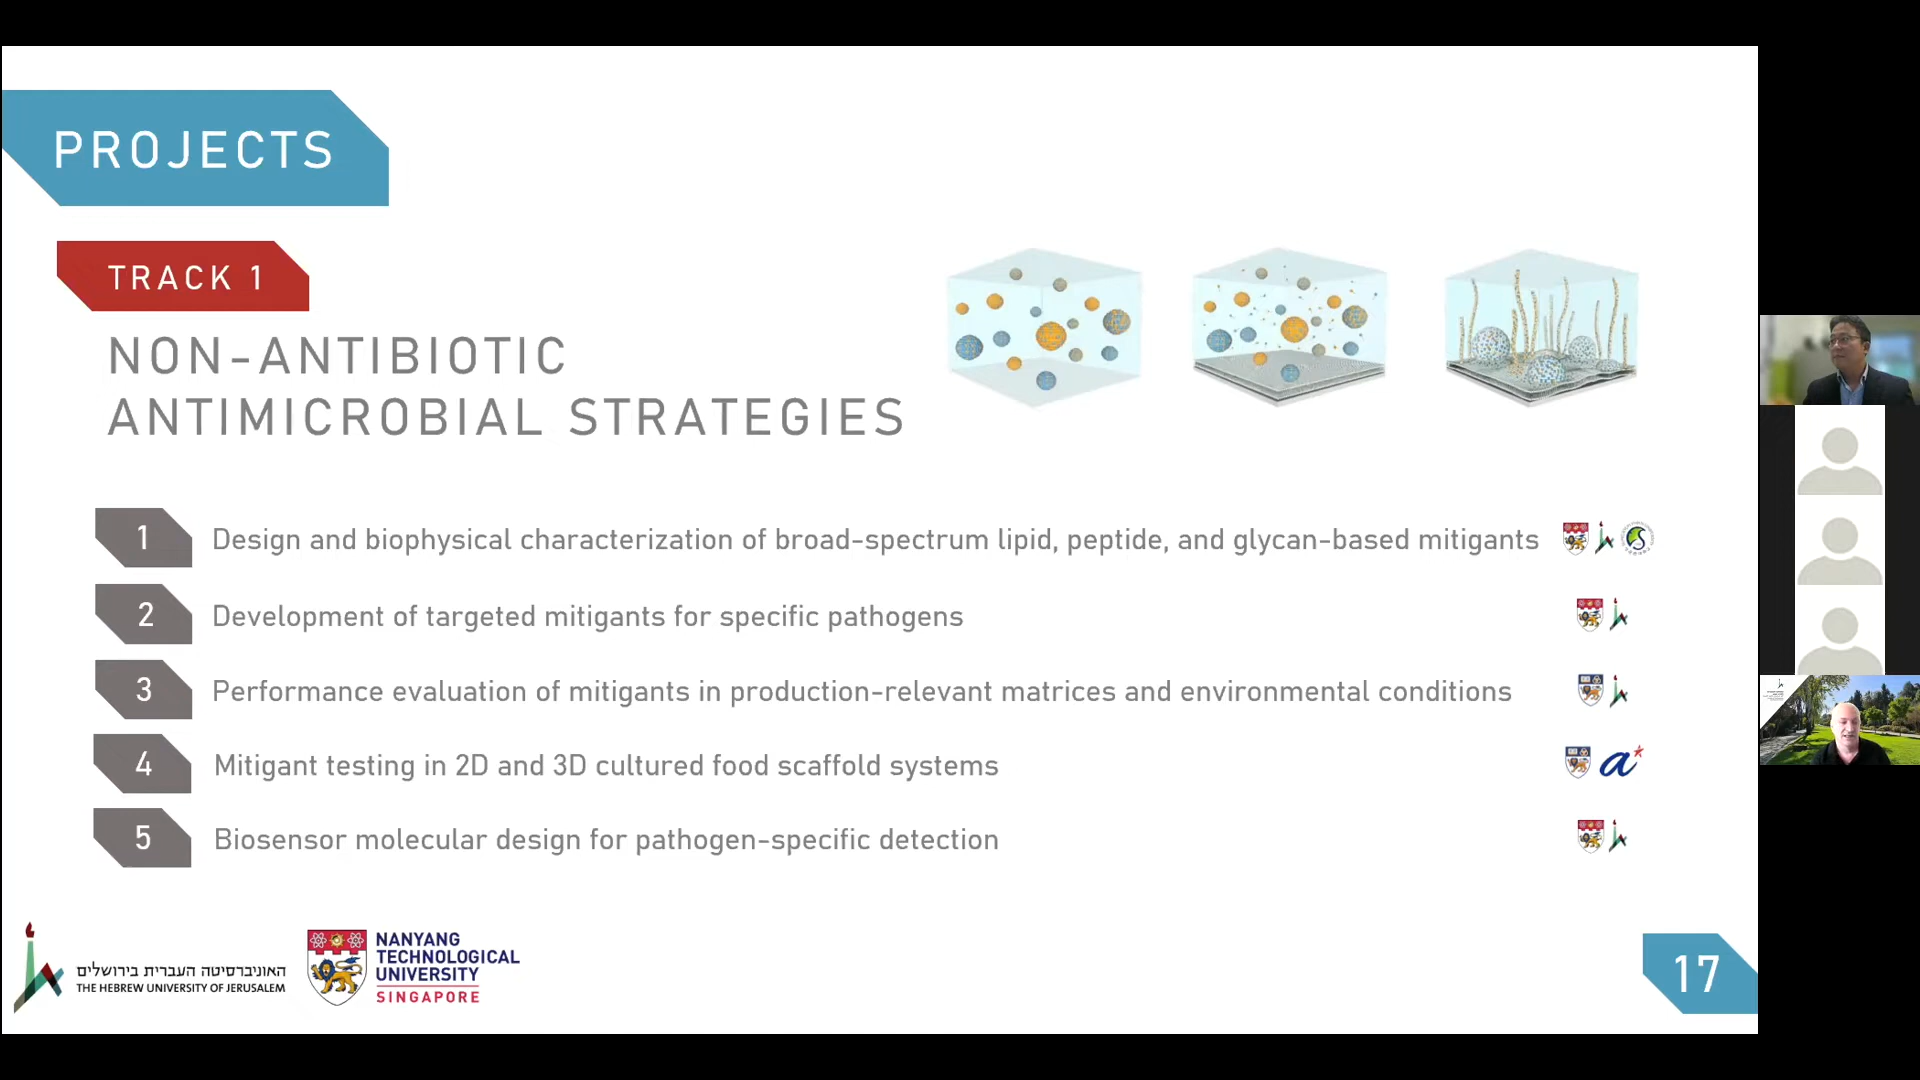 PROJECTS
TRACK 1
NON-ANTIBIOTIC
ANTIMICROBIAL STRATEGIES
1 Design and biophysical characterization of broad-spectrum lipid, peptide, and glycan-based mitigants
2 Development of targeted mitigants for specific pathogens
3 Performance evaluation of mitigants in production-relevant matrices and environmental conditions
4 Mitigant testing in 2D and 3D cultured food scaffold systems
a*
5 Biosensor molecular design for pathogen-specific detection
האוניברסיטה העברית בירושלים
THE HEBREW UNIVERSITY OF JERUSALEM
NANYANG
TECHNOLOGICAL
UNIVERSITY
SINGAPORE
17